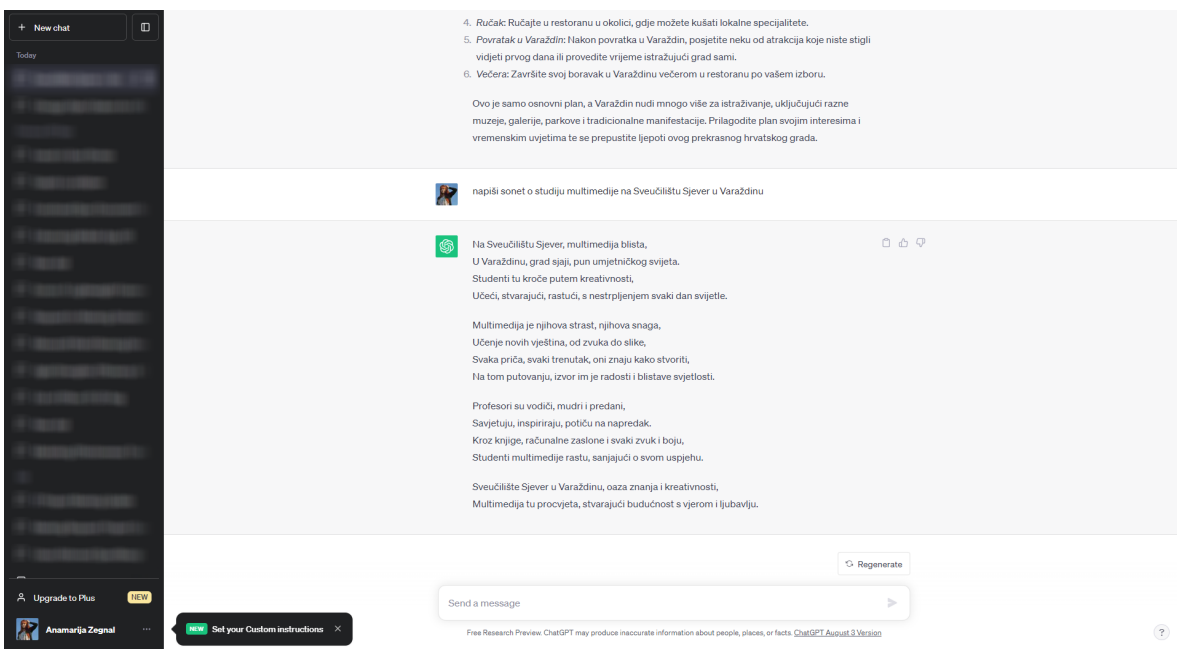 + New chat
Today
4. Ručak: Ručajte u restoranu u okolici, gdje možete kušati lokalne specijalitete.
5. Povratak u Varaždin: Nakon povratka u Varaždin, posjetite neku od atrakcija koje niste stigli
vidjeti prvog dana ili provedite vrijeme istražujući grad sami.
6. Večera: Završite svoj boravak u Varaždinu večerom u restoranu po vašem izboru.
Ovo je samo osnovni plan, a Varaždin nudi mnogo više za istraživanje, uključujući razne
muzeje, galerije, parkove i tradicionalne manifestacije. Prilagodite plan svojim interesima i
vremenskim uvjetima te se prepustite ljepoti ovog prekrasnog hrvatskog grada.
napiši sonet o studiju multimedije na Sveučilištu Sjever u Varaždinu
Na Sveučilištu Sjever, multimedija blista,
U Varaždinu, grad sjaji, pun umjetničkog svijeta.
Studenti tu kroče putem kreativnosti,
Učeći, stvarajući, rastući, s nestrpljenjem svaki dan svijetle.
Multimedija je njihova strast, njihova snaga,
Učenje novih vještina, od zvuka do slike,
Svaka priča, svaki trenutak, oni znaju kako stvoriti,
Na tom putovanju, izvor im je radosti i blistave svjetlosti.
Profesori su vodiči, mudri i predani,
Savjetuju, inspiriraju, potiču na napredak.
Kroz knjige, računalne zaslone i svaki zvuk i boju,
Studenti multimedije rastu, sanjajući o svom uspjehu.
Sveučilište Sjever u Varaždinu, oaza znanja i kreativnosti,
Multimedija tu procvjeta, stvarajući budućnost s vjerom i ljubavlju.
Regenerate
Upgrade to Plus NEW
Send a message
Anamarija Zegnal ...
NEW Set your Custom instructions ×
Free Research Preview. ChatGPT may produce inaccurate information about people, places, or facts. ChatGPT August 3 Version
?